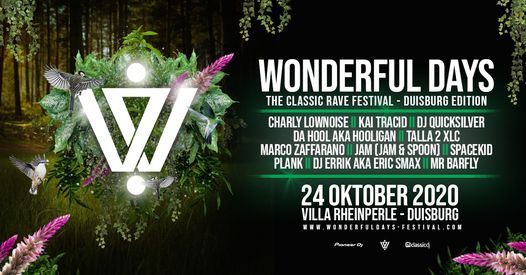 WONDERFUL DAYS
THE CLASSIC RAVE FESTIVAL - DUISBURG EDITION
CHARLY LOWNOISE || KAI TRACID || DJ QUICKSILVER
DA HOOL AKA HOOLIGAN || TALLA 2 XLC
MARCO ZAFFARANO || JAM (JAM & SPOON) || SPACEKID
PLANK || DJ ERRIK AKA ERIC SMAX || MR BARFLY
24 OKTOBER 2020
VILLA RHEINPERLE - DUISBURG
WWW.WONDERFULDAYS-FESTIVAL.COM
Pioneer Dj classicdj